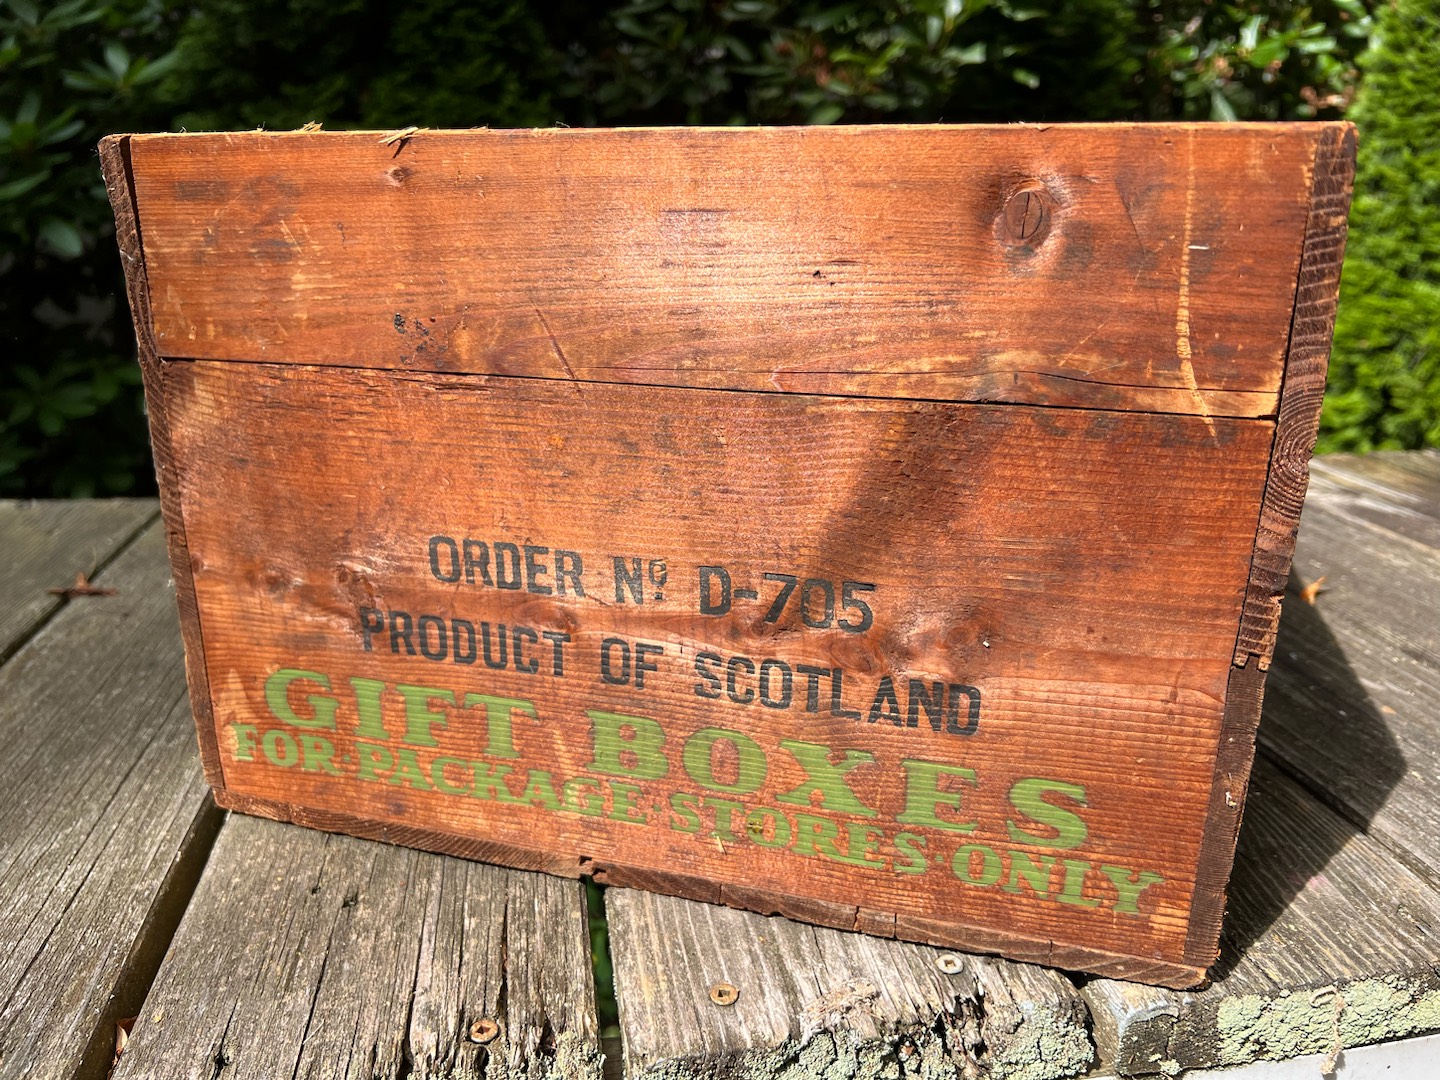 ORDER Nº D-705
PRODUCT OF SCOTLAND
GIFT BOXES
FOR·PACKAGE·STORES·ONLY